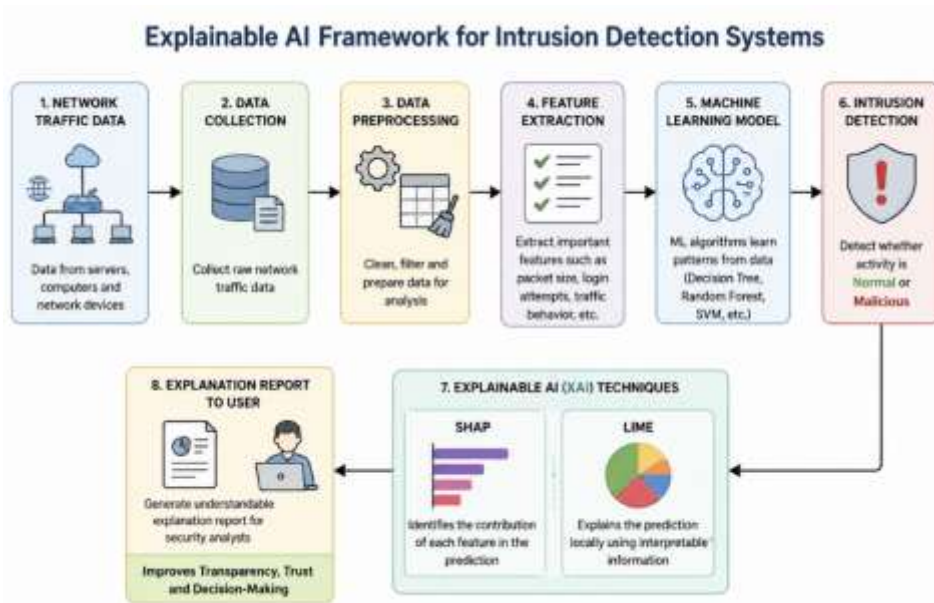 Explainable AI Framework for Intrusion Detection Systems
1. NETWORK
TRAFFIC DATA
Data from servers,
computers and
network devices
2. DATA
COLLECTION
Collect raw network
traffic data
3. DATA
PREPROCESSING
Clean, filter and
prepare data for
analysis
4. FEATURE
EXTRACTION
Extract important
features such as
packet size, login
attempts, traffic
behavior, etc.
5. MACHINE
LEARNING MODEL
ML algorithms learn
patterns from data
(Decision Tree,
Random Forest,
SVM, etc.)
6. INTRUSION
DETECTION
Detect whether
activity is
Normal or
Malicious
7. EXPLAINABLE AI (XAI) TECHNIQUES
SHAP
Identifies the contribution
of each feature in the
prediction
LIME
Explains the prediction
locally using interpretable
information
8. EXPLANATION REPORT
TO USER
Generate understandable
explanation report for
security analysts
Improves Transparency, Trust
and Decision-Making